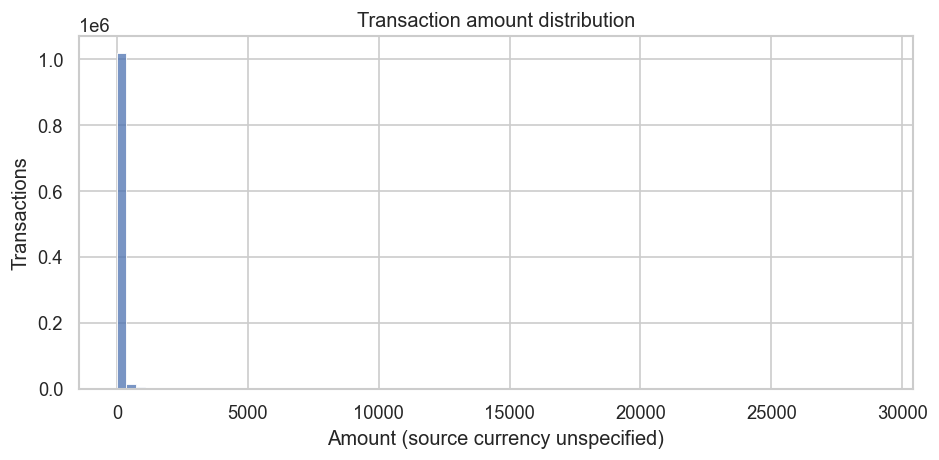 Transaction amount distribution
1e6
1.0
0.8
0.6
0.4
0.2
0.0
Transactions
0 5000 10000 15000 20000 25000 30000
Amount (source currency unspecified)